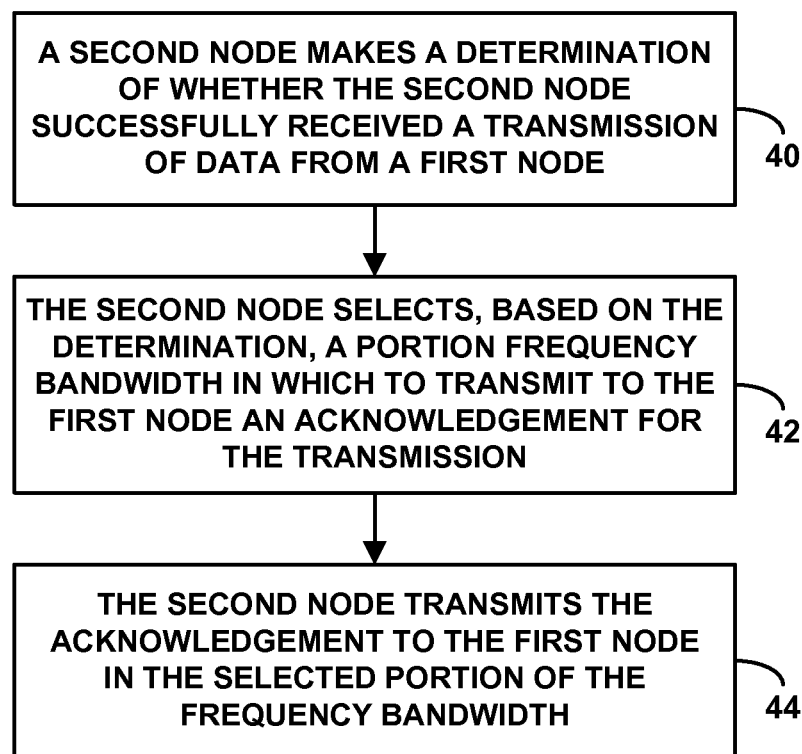 A SECOND NODE MAKES A DETERMINATION
OF WHETHER THE SECOND NODE
SUCCESSFULLY RECEIVED A TRANSMISSION
OF DATA FROM A FIRST NODE
40
THE SECOND NODE SELECTS, BASED ON THE
DETERMINATION, A PORTION FREQUENCY
BANDWIDTH IN WHICH TO TRANSMIT TO THE
FIRST NODE AN ACKNOWLEDGEMENT FOR
THE TRANSMISSION
42
THE SECOND NODE TRANSMITS THE
ACKNOWLEDGEMENT TO THE FIRST NODE
IN THE SELECTED PORTION OF THE
FREQUENCY BANDWIDTH
44